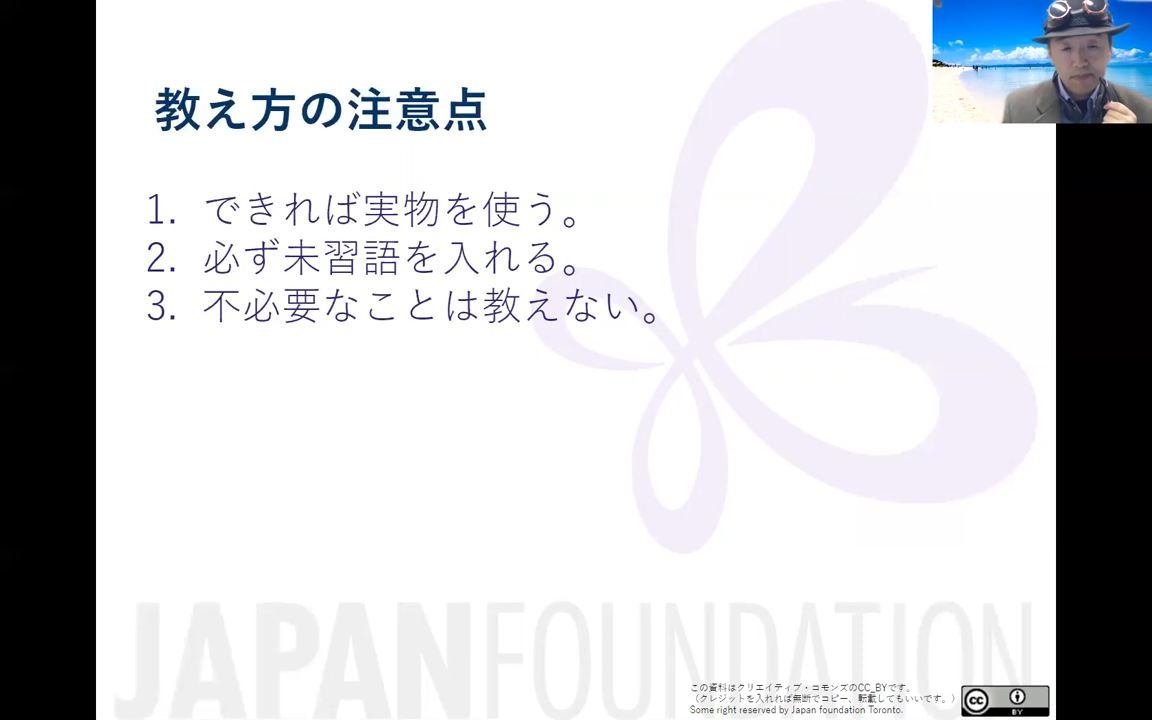 教え方の注意点
1. できれば実物を使う。
2. 必ず未習語を入れる。
3. 不必要なことは教えない。
JAPANFOUNDATION
この資料はクリエイティブ・コモンズのCC_BYです。
（クレジットを入れれば無断でコピー、転載してもいいです。）
Some right reserved by Japan foundation Toronto.
cc
BY